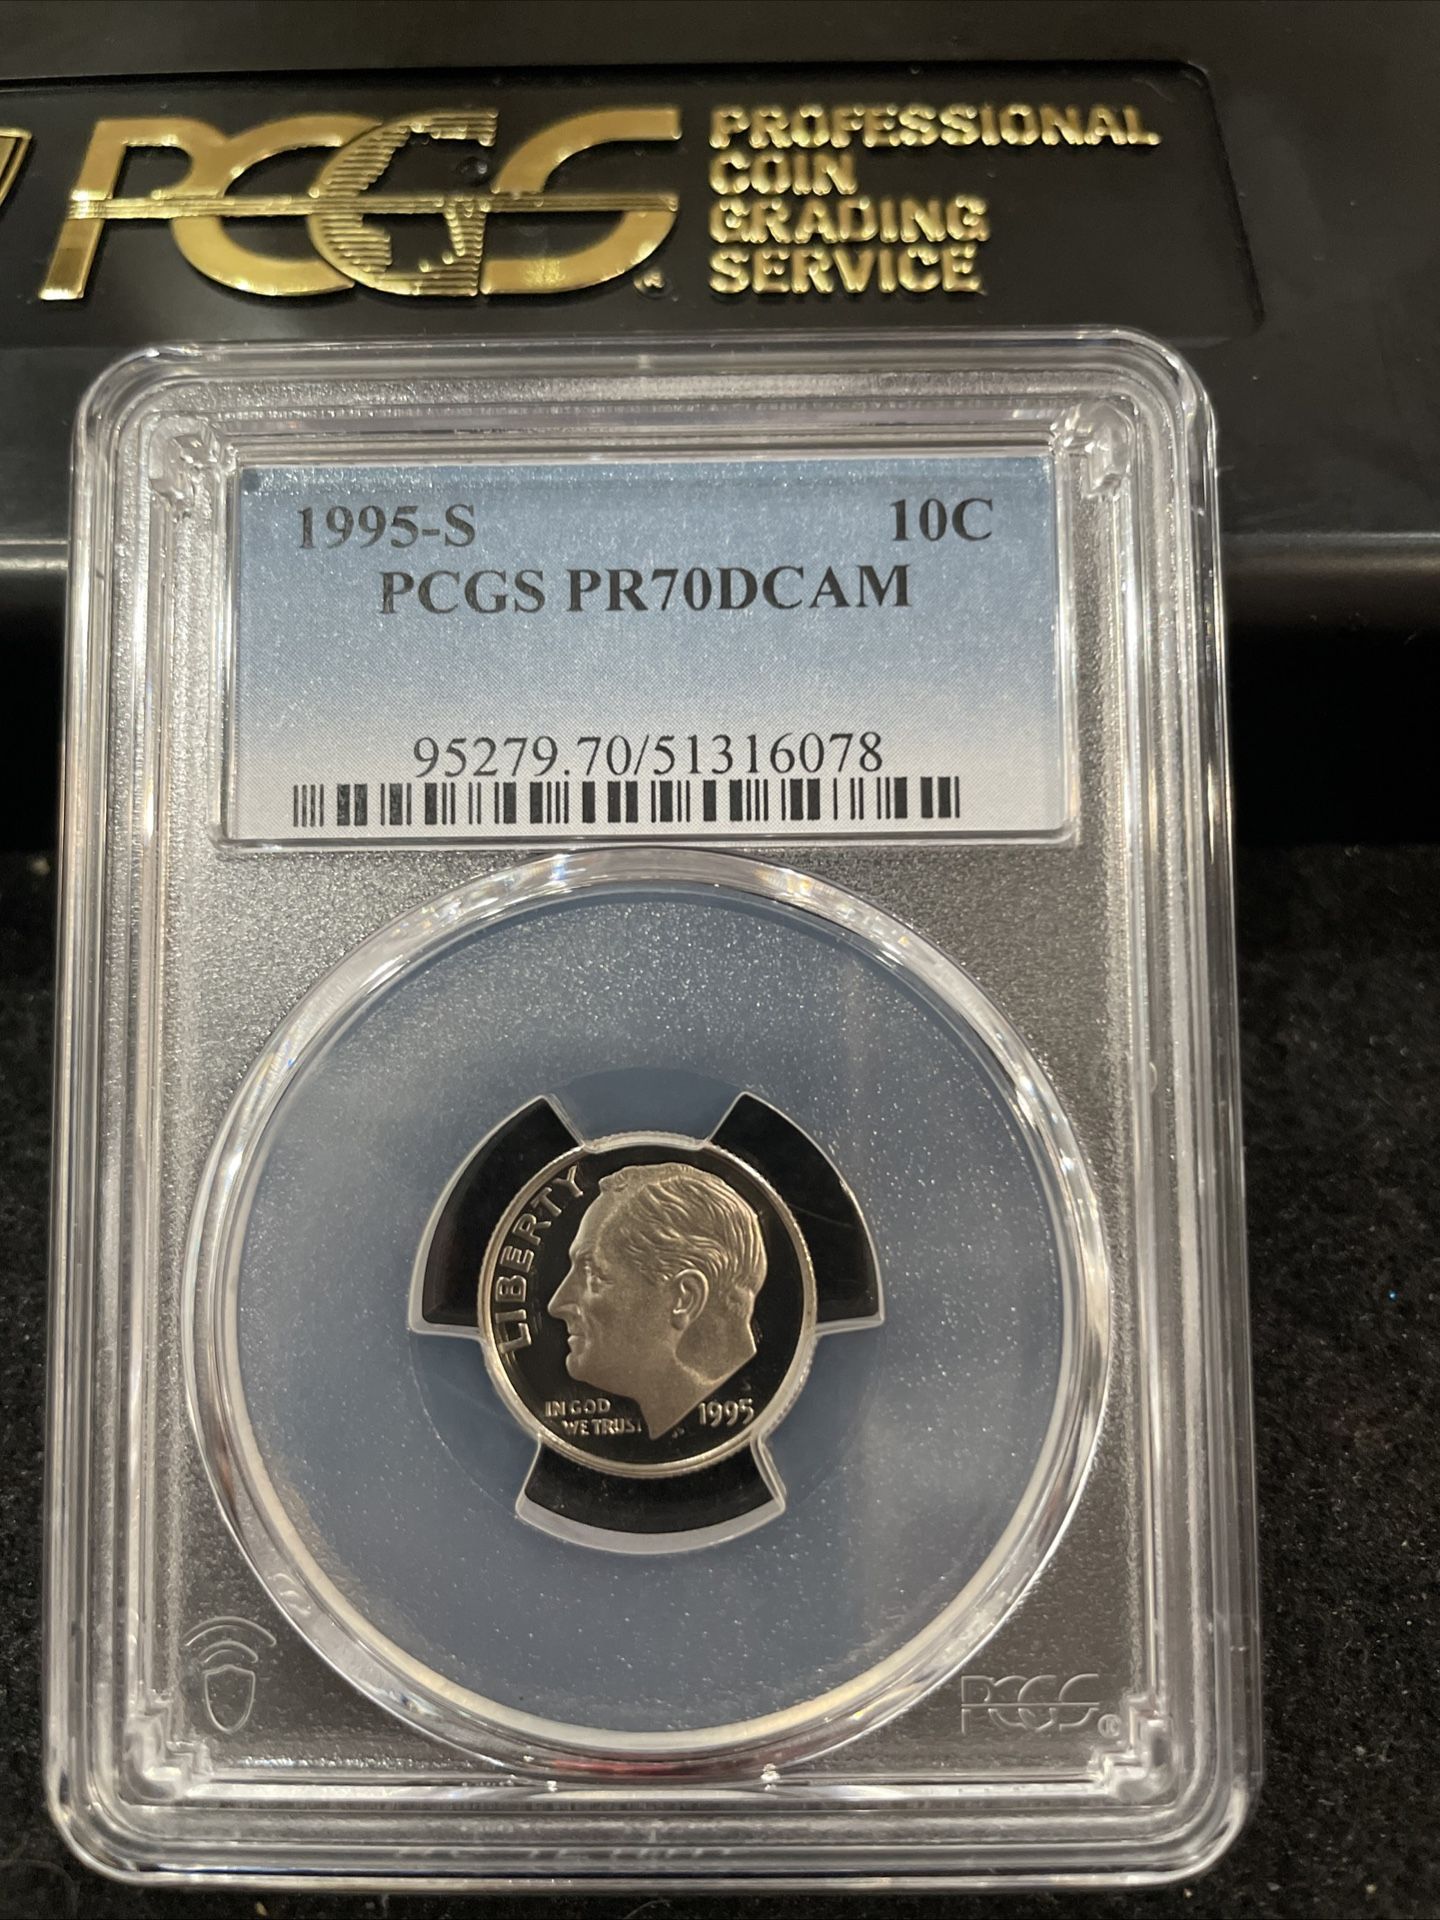 PCGS®
PROFESSIONAL
COIN
GRADING
SERVICE
1995-S 10C
PCGS PR70DCAM
95279.70/51316078
LIBERTY
IN GOD
WE TRUST
1995
PCGS®